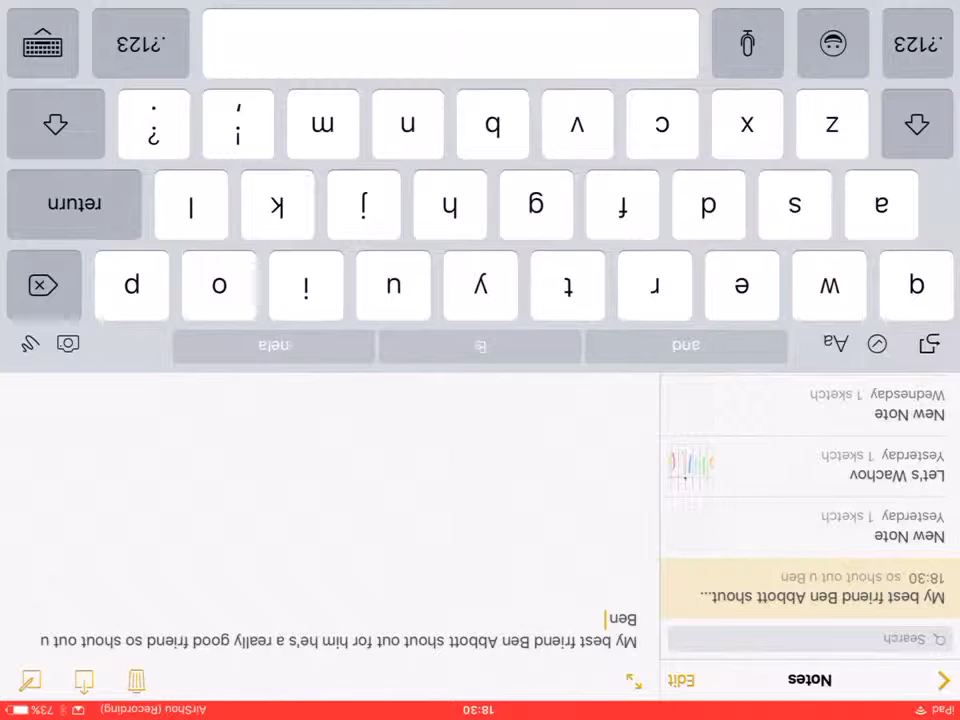 iPad 18:30 AirShou (Recording) 73%
Notes Edit
Search
My best friend Ben Abbott shout...
18:30 so shout out u Ben
New Note
Yesterday 1 sketch
Let's Wachov
Yesterday 1 sketch
New Note
Wednesday 1 sketch
My best friend Ben Abbott shout out for him he's a really good friend so shout out u
Ben
Aa and
q w e r t y u i o p
a s d f g h j k l return
z x c v b n m ! , ? .
.?123 .?123